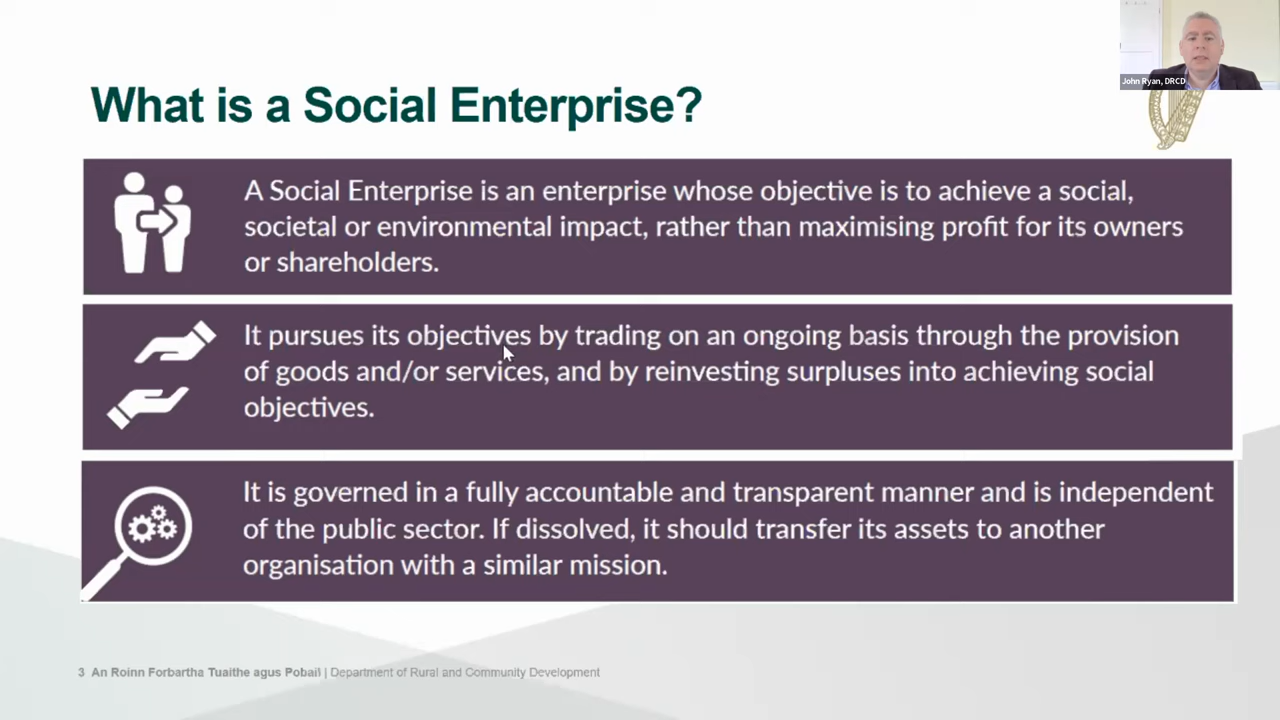 John Ryan, DRCD
What is a Social Enterprise?
A Social Enterprise is an enterprise whose objective is to achieve a social,
societal or environmental impact, rather than maximising profit for its owners
or shareholders.
It pursues its objectives by trading on an ongoing basis through the provision
of goods and/or services, and by reinvesting surpluses into achieving social
objectives.
It is governed in a fully accountable and transparent manner and is independent
of the public sector. If dissolved, it should transfer its assets to another
organisation with a similar mission.
3 An Roinn Forbartha Tuaithe agus Pobail | Department of Rural and Community Development